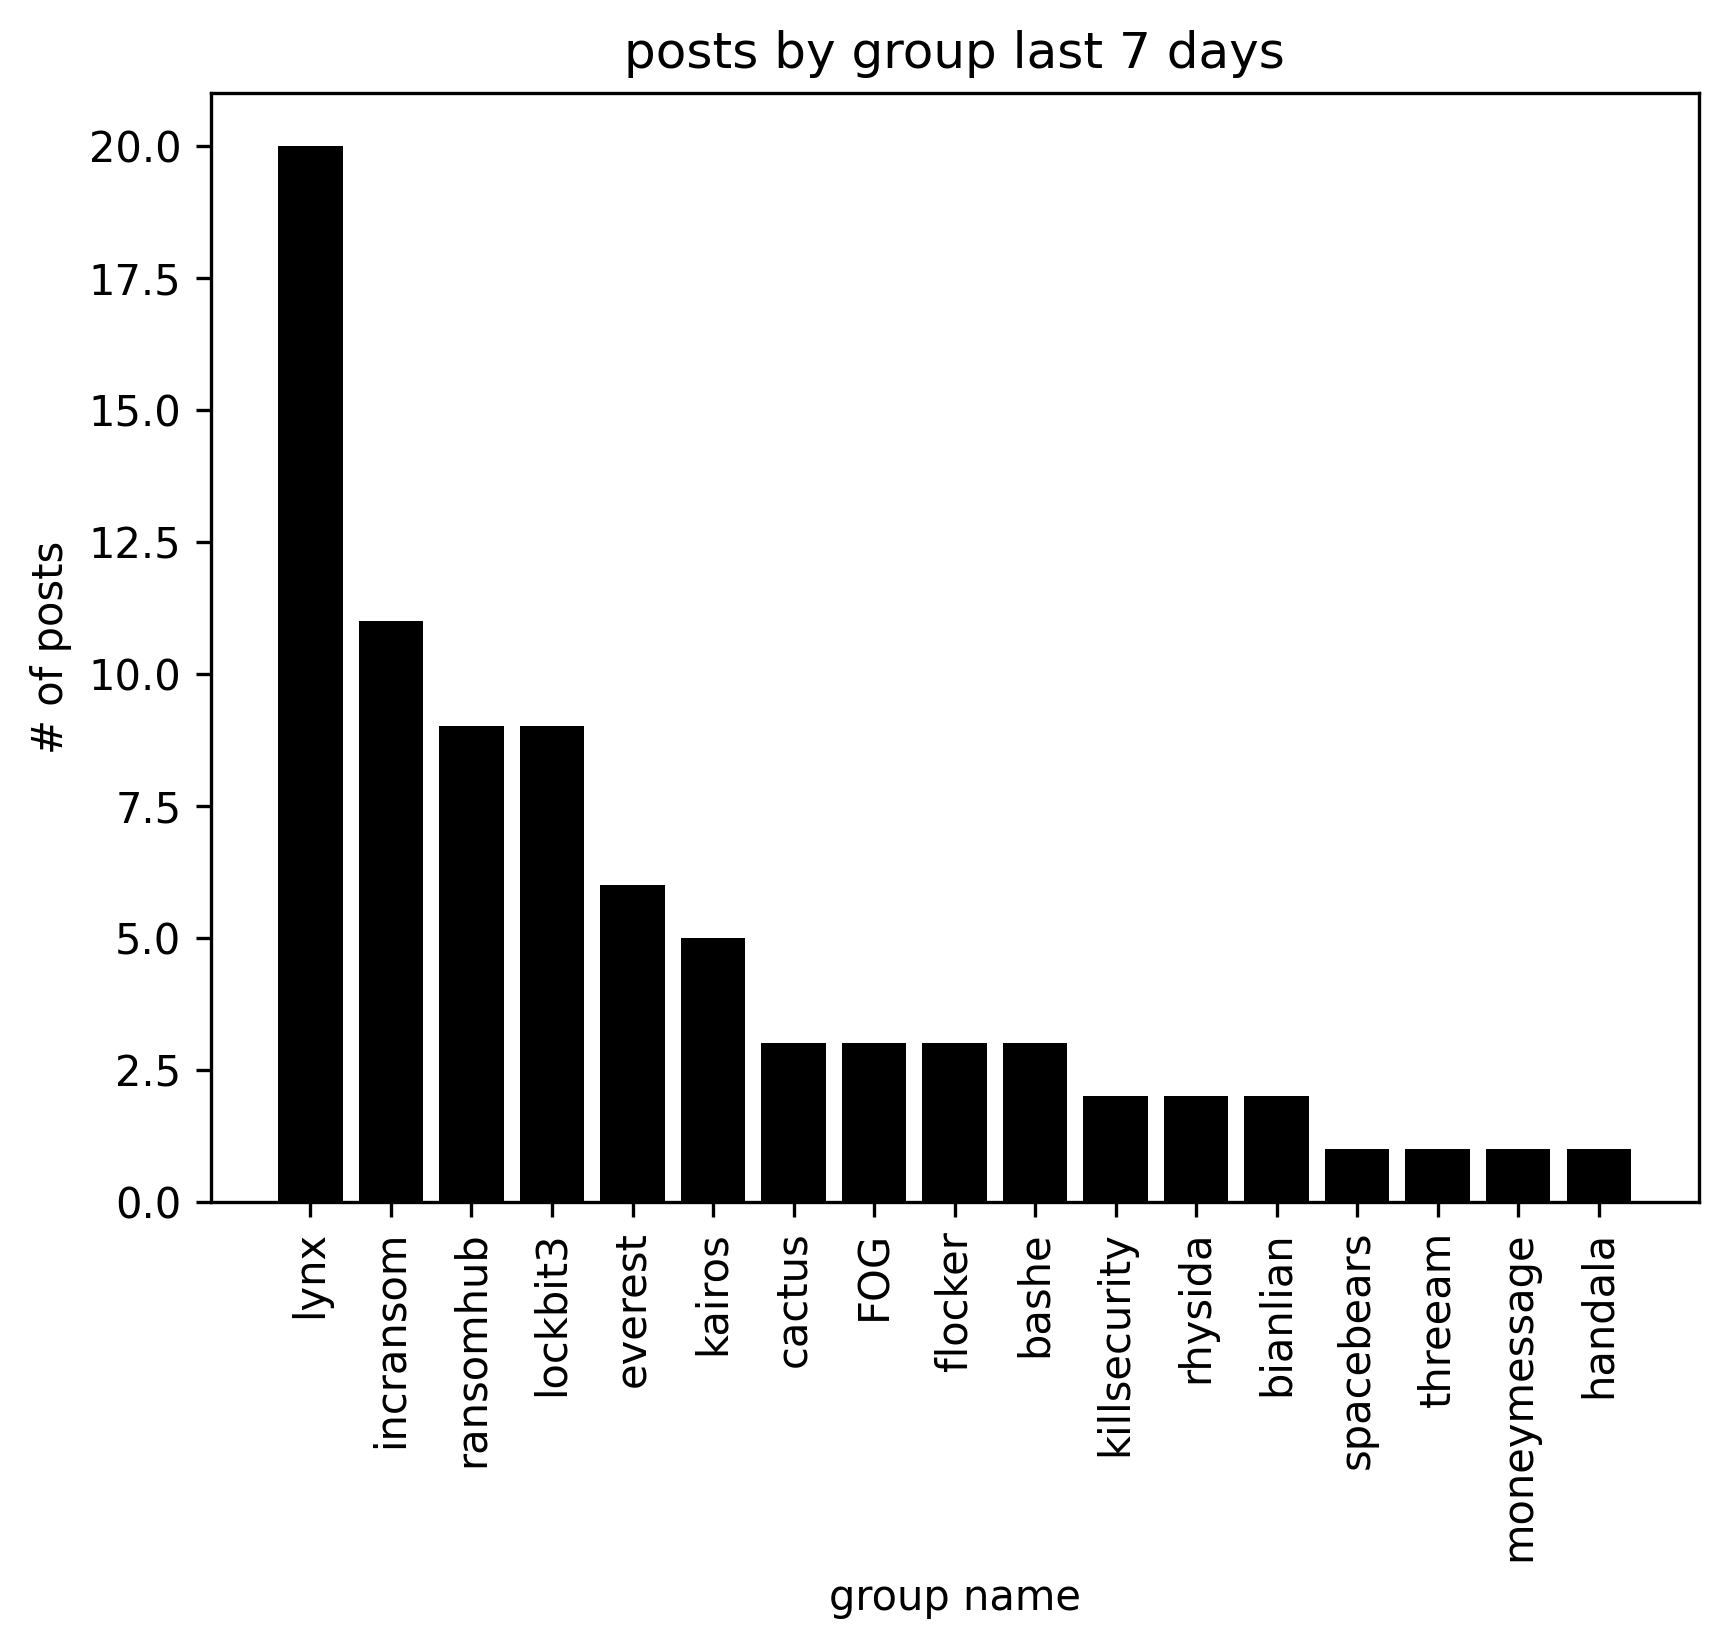 posts by group last 7 days
# of posts
20.0
17.5
15.0
12.5
10.0
7.5
5.0
2.5
0.0
lynx
incransom
ransomhub
lockbit3
everest
kairos
cactus
FOG
flocker
bashe
killsecurity
rhysida
bianlian
spacebears
threeam
moneymessage
handala
group name